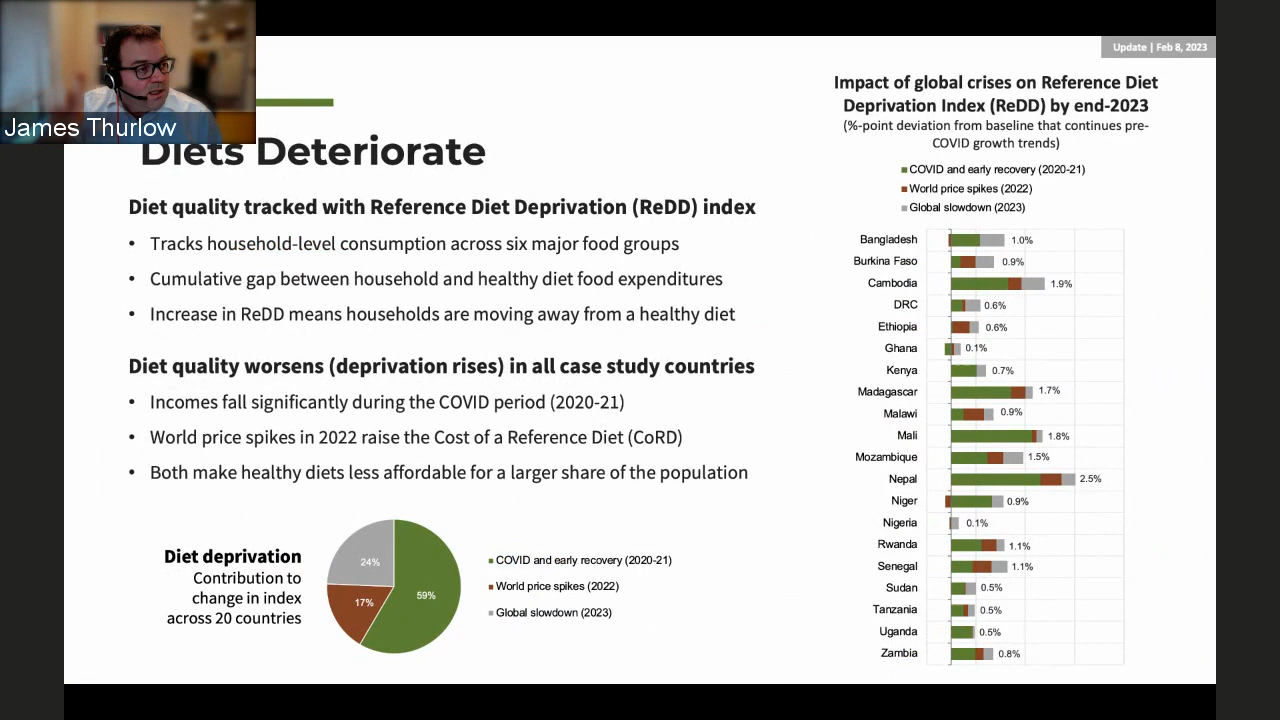 James Thurlow
Update | Feb 8, 2023
Diets Deteriorate
Diet quality tracked with Reference Diet Deprivation (ReDD) index
• Tracks household-level consumption across six major food groups
• Cumulative gap between household and healthy diet food expenditures
• Increase in ReDD means households are moving away from a healthy diet
Diet quality worsens (deprivation rises) in all case study countries
• Incomes fall significantly during the COVID period (2020-21)
• World price spikes in 2022 raise the Cost of a Reference Diet (CoRD)
• Both make healthy diets less affordable for a larger share of the population
Diet deprivation
Contribution to
change in index
across 20 countries
24%
17%
59%
COVID and early recovery (2020-21)
World price spikes (2022)
Global slowdown (2023)
Impact of global crises on Reference Diet
Deprivation Index (ReDD) by end-2023
(%-point deviation from baseline that continues pre-
COVID growth trends)
COVID and early recovery (2020-21)
World price spikes (2022)
Global slowdown (2023)
Bangladesh 1.0%
Burkina Faso 0.9%
Cambodia 1.9%
DRC 0.6%
Ethiopia 0.6%
Ghana 0.1%
Kenya 0.7%
Madagascar 1.7%
Malawi 0.9%
Mali 1.8%
Mozambique 1.5%
Nepal 2.5%
Niger 0.9%
Nigeria 0.1%
Rwanda 1.1%
Senegal 1.1%
Sudan 0.5%
Tanzania 0.5%
Uganda 0.5%
Zambia 0.8%